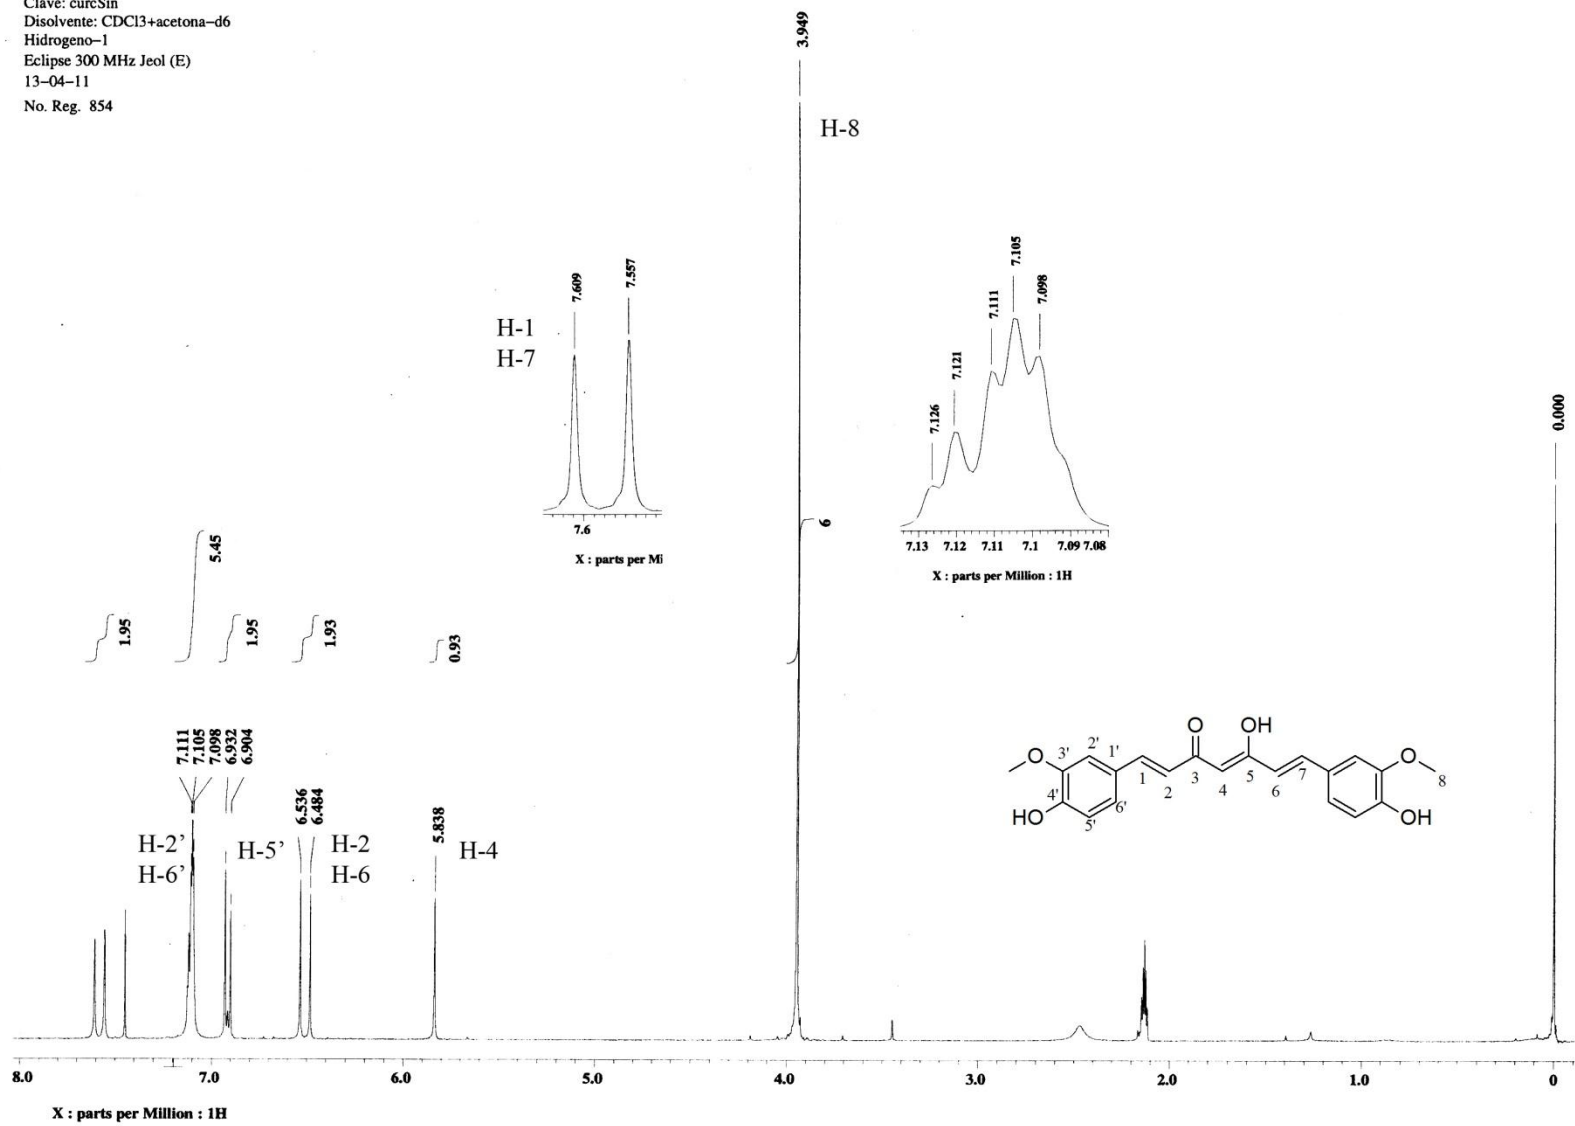 Clave: curcSin
Disolvente: CDCl3+acetona-d6
Hidrogeno-1
Eclipse 300 MHz Jeol (E)
13-04-11
No. Reg. 854
3.949
H-8
7.609
7.557
H-1
H-7
7.6
X : parts per Mi
7.126
7.121
7.111
7.105
7.098
7.13 7.12 7.11 7.1 7.09 7.08
X : parts per Million : 1H
0.000
5.45
1.95
1.95
1.93
0.93
6
7.111
7.105
7.098
6.932
6.904
6.536
6.484
5.838
H-2’
H-6’
H-5’
H-2
H-6
H-4
O
OH
O
3'
2'
1'
4'
5'
6'
HO
1
2
3
4
5
6
7
O
8
OH
8.0 7.0 6.0 5.0 4.0 3.0 2.0 1.0 0
X : parts per Million : 1H